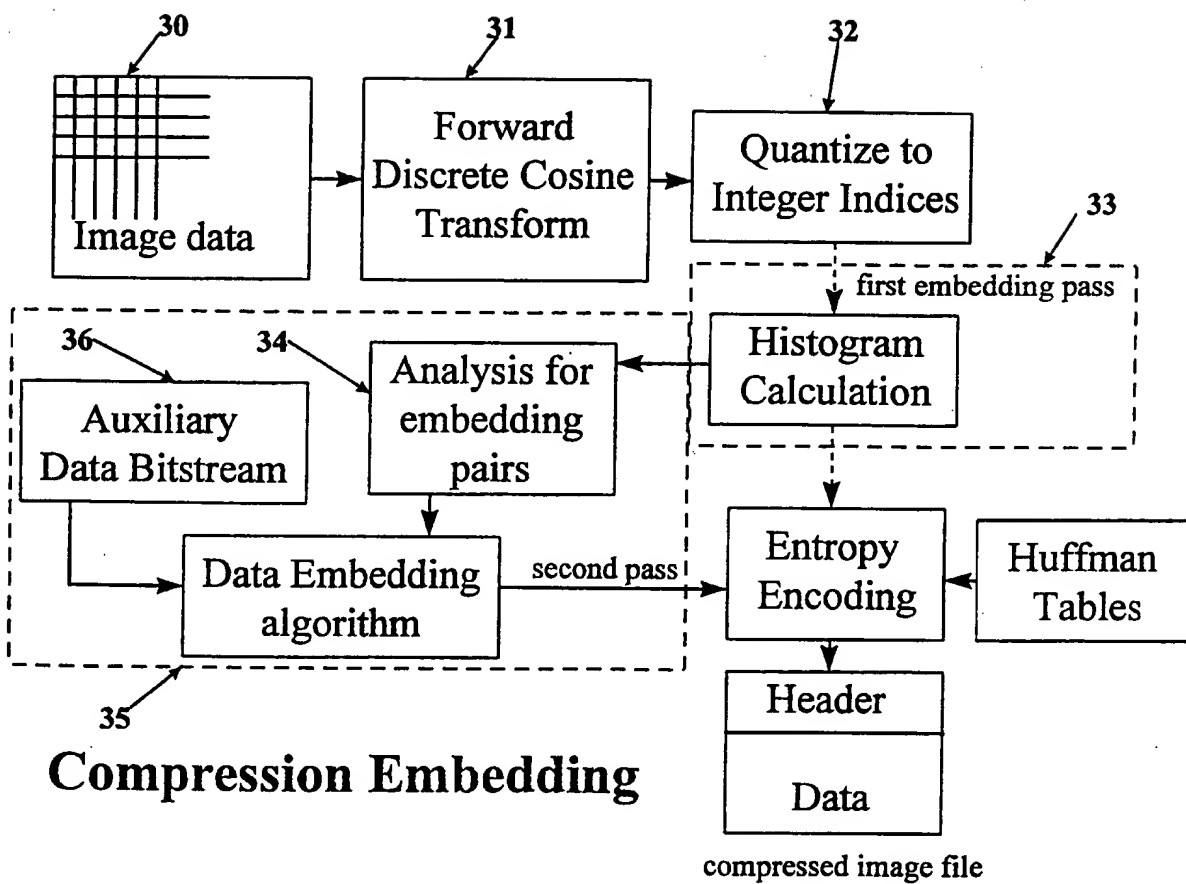 30
31
32
Image data
Forward
Discrete Cosine
Transform
Quantize to
Integer Indices
33
first embedding pass
36
34
Auxiliary
Data Bitstream
Analysis for
embedding
pairs
Histogram
Calculation
Data Embedding
algorithm
second pass
Entropy
Encoding
Huffman
Tables
35
Header
Data
Compression Embedding
compressed image file